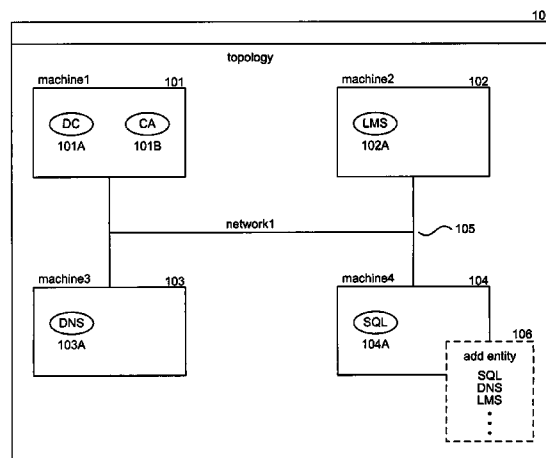 10
topology
machine1 101
machine2 102
DC CA
LMS
101A 101B
102A
network1
105
machine3 103
machine4 104
DNS
SQL
103A
104A
106
add entity
SQL
DNS
LMS